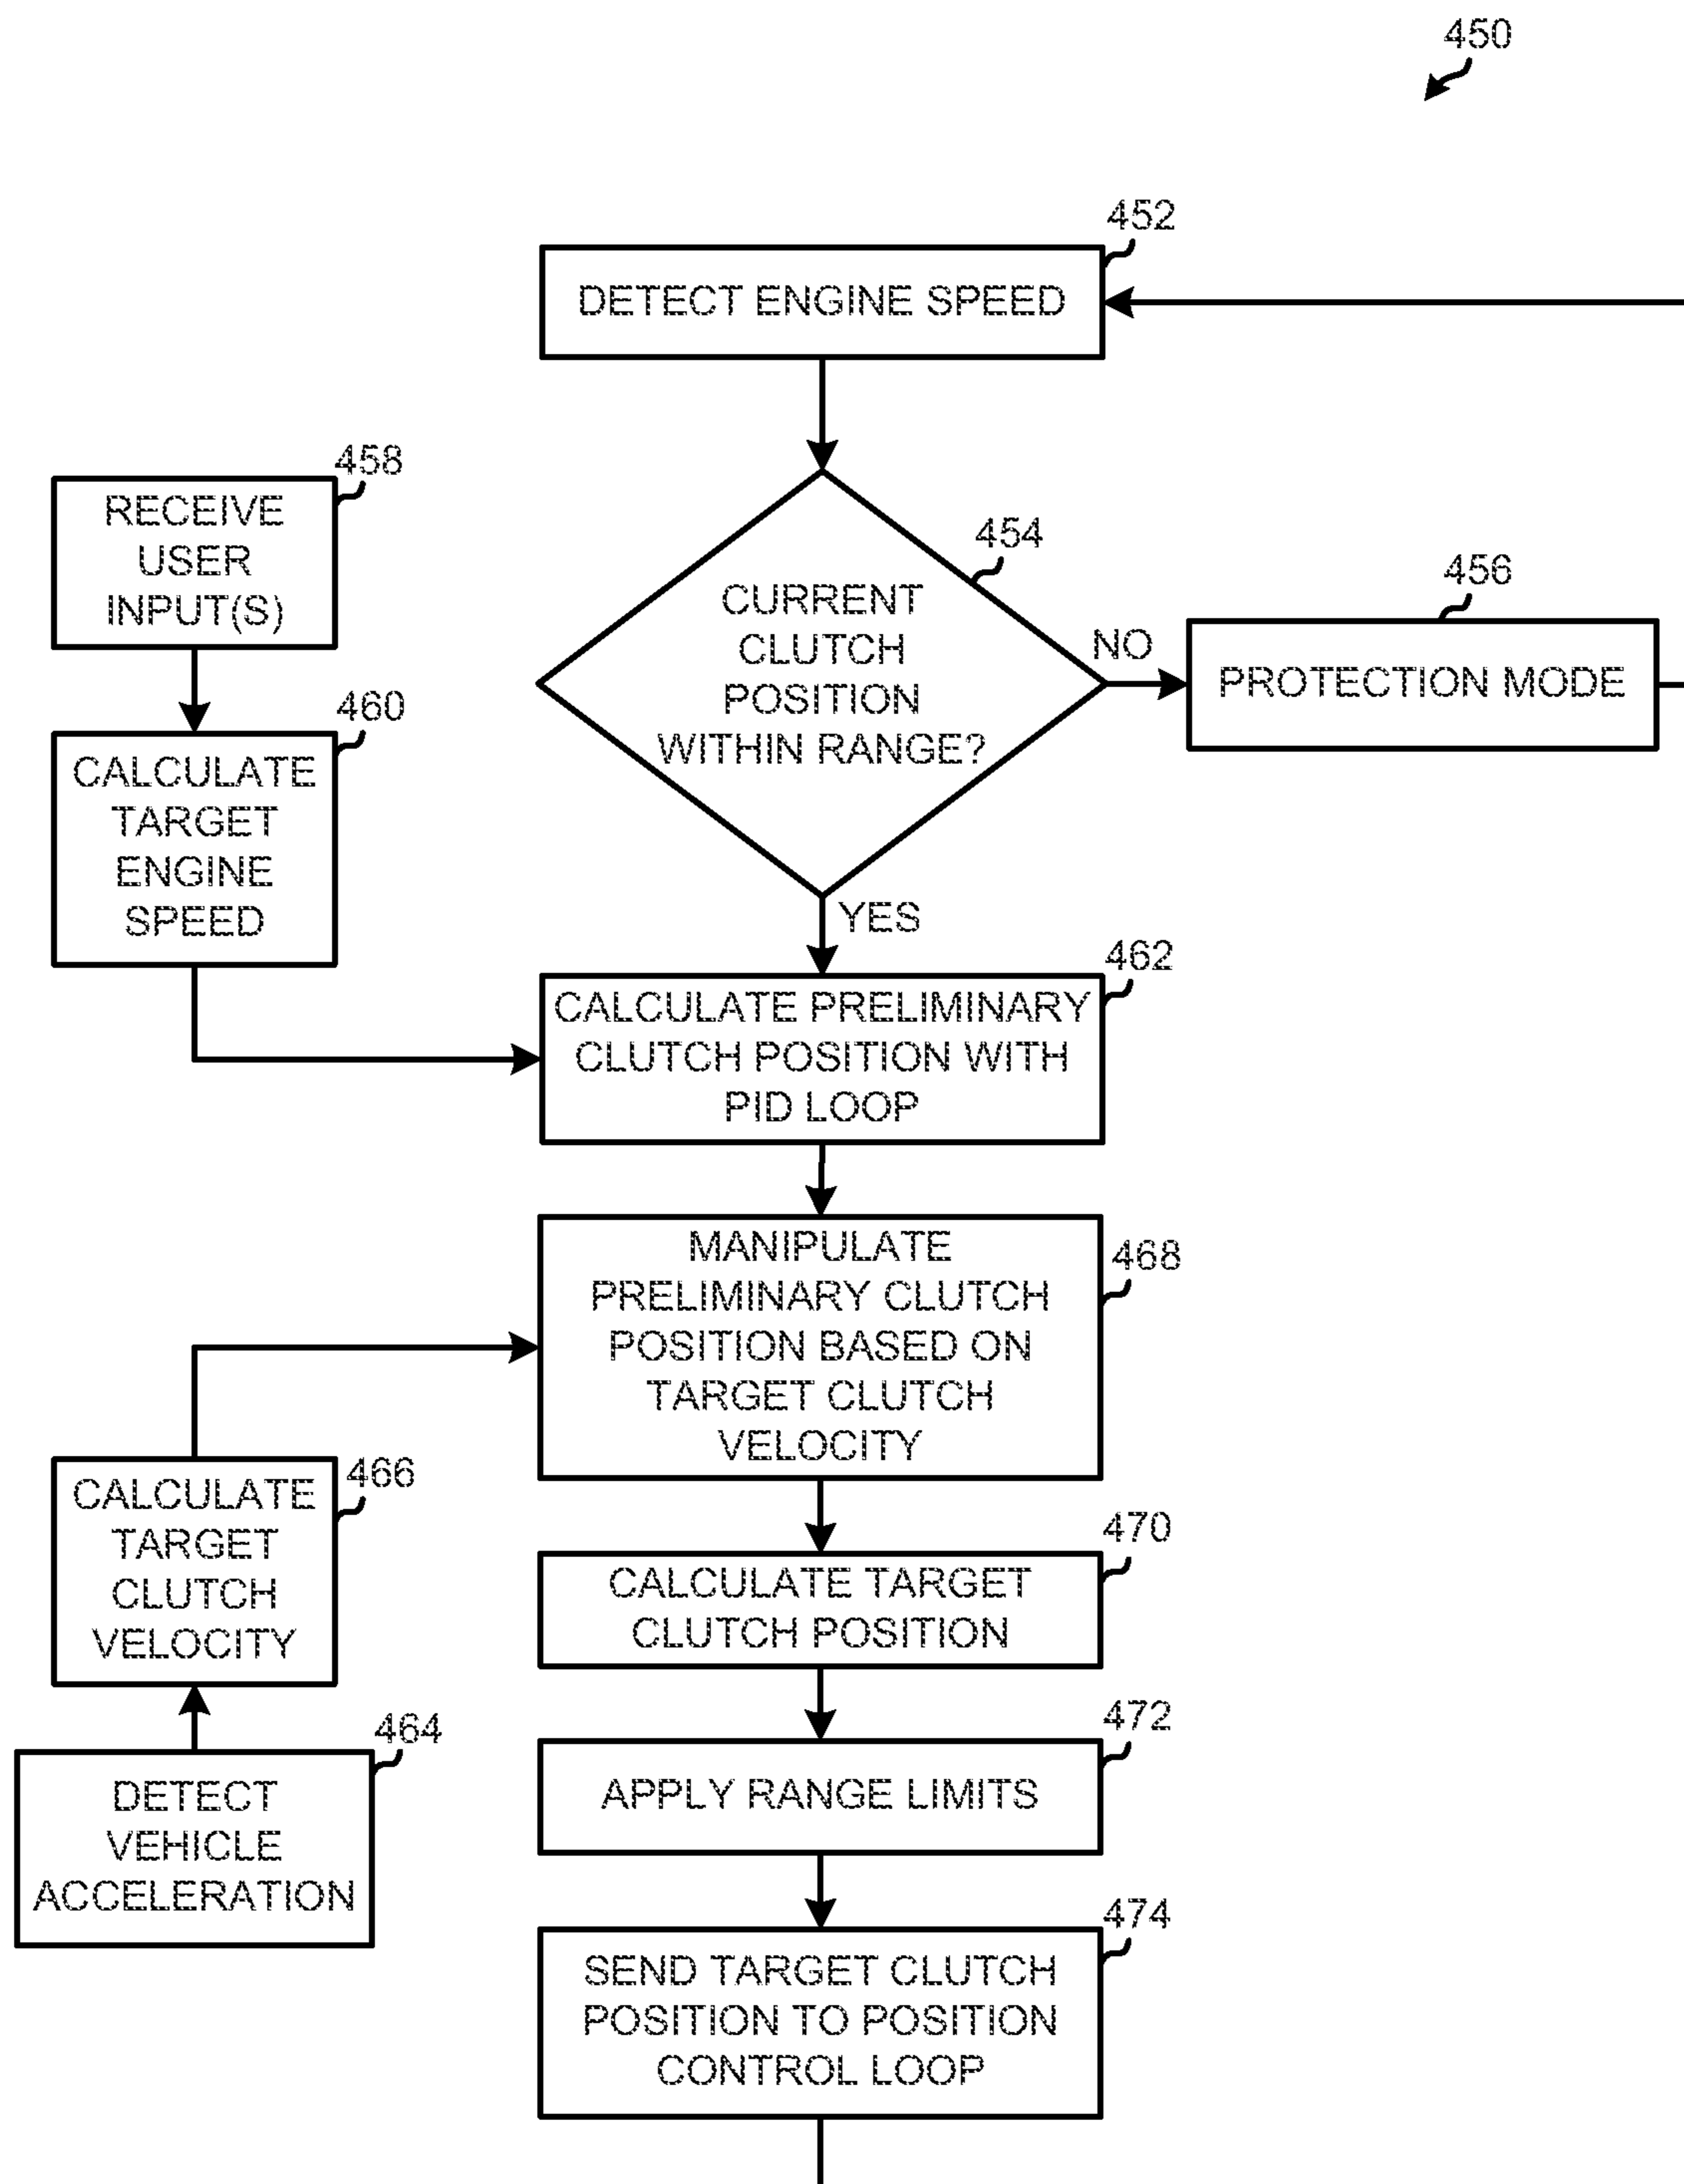 450
452
DETECT ENGINE SPEED
458
RECEIVE
USER
INPUT(S)
454
CURRENT
CLUTCH
POSITION
WITHIN RANGE?
NO
456
PROTECTION MODE
460
CALCULATE
TARGET
ENGINE
SPEED
YES
462
CALCULATE PRELIMINARY
CLUTCH POSITION WITH
PID LOOP
468
MANIPULATE
PRELIMINARY CLUTCH
POSITION BASED ON
TARGET CLUTCH
VELOCITY
466
CALCULATE
TARGET
CLUTCH
VELOCITY
470
CALCULATE TARGET
CLUTCH POSITION
464
DETECT
VEHICLE
ACCELERATION
472
APPLY RANGE LIMITS
474
SEND TARGET CLUTCH
POSITION TO POSITION
CONTROL LOOP